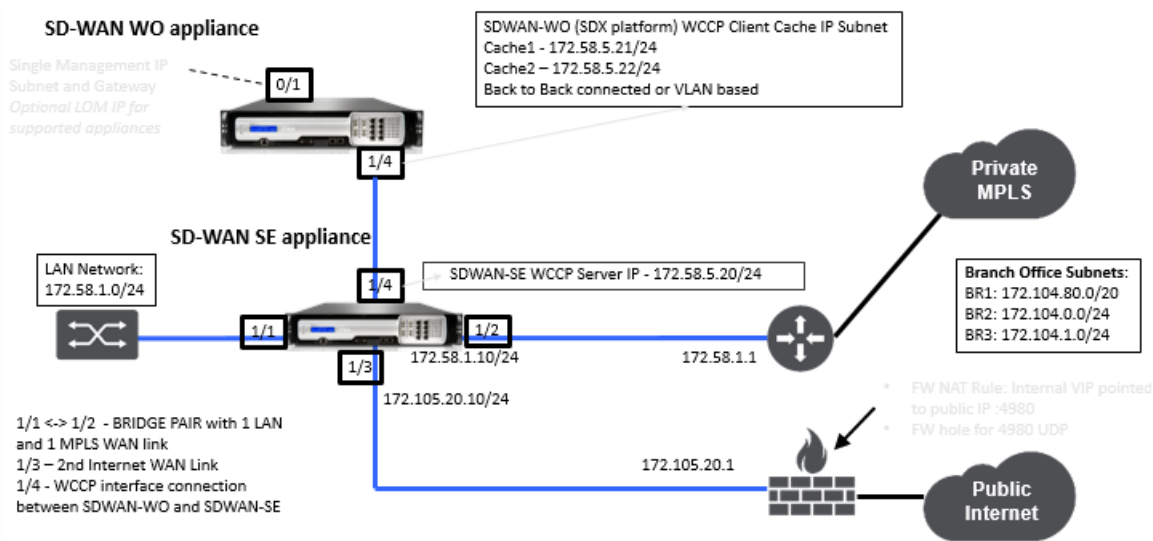 SD-WAN WO appliance
Single Management IP
Subnet and Gateway
Optional LOM IP for
supported appliances
0/1
SDWAN-WO (SDX platform) WCCP Client Cache IP Subnet
Cache1 - 172.58.5.21/24
Cache2 – 172.58.5.22/24
Back to Back connected or VLAN based
1/4
Private
MPLS
SD-WAN SE appliance
LAN Network:
172.58.1.0/24
1/4
SDWAN-SE WCCP Server IP - 172.58.5.20/24
Branch Office Subnets:
BR1: 172.104.80.0/20
BR2: 172.104.0.0/24
BR3: 172.104.1.0/24
1/1
1/2
172.58.1.10/24
172.58.1.1
1/3
172.105.20.10/24
• FW NAT Rule: Internal VIP pointed
to public IP :4980
• FW hole for 4980 UDP
1/1 <-> 1/2 - BRIDGE PAIR with 1 LAN
and 1 MPLS WAN link
1/3 – 2nd Internet WAN Link
1/4 - WCCP interface connection
between SDWAN-WO and SDWAN-SE
172.105.20.1
Public
Internet